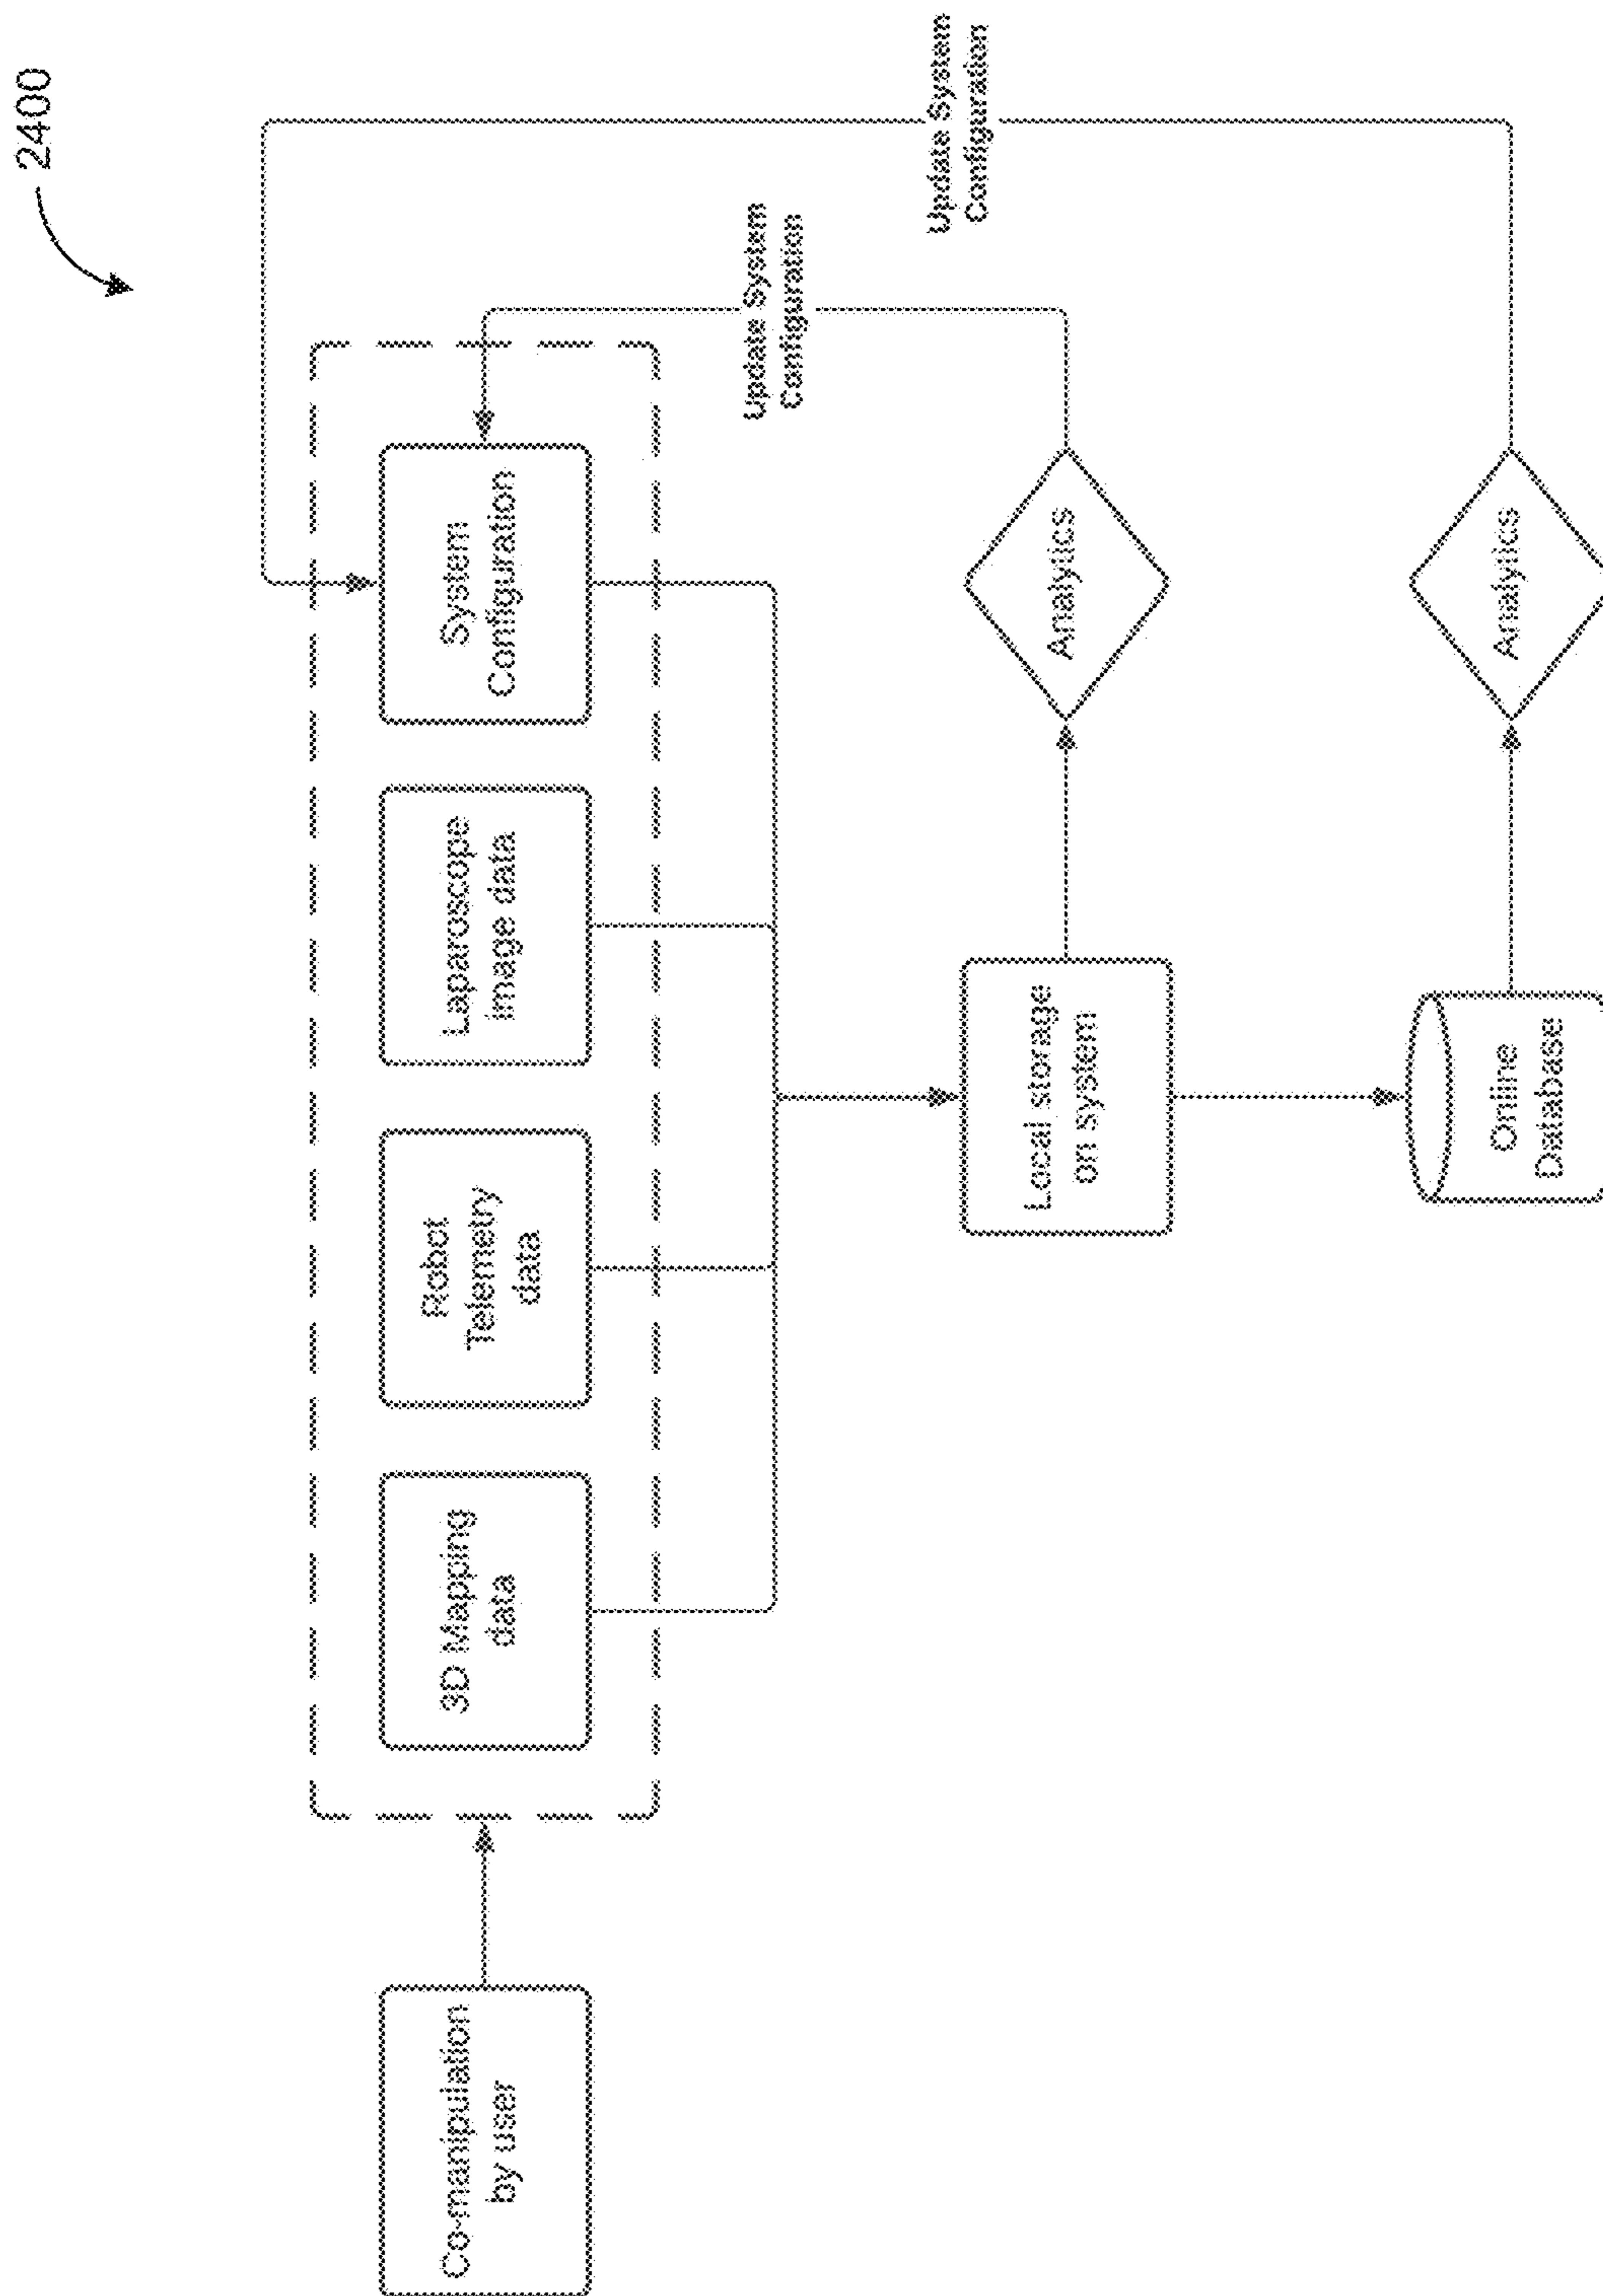 2400
Co-manipulation
by user
3D Mapping
data
Robot
Telemetry
data
Laparoscope
image data
System
Configuration
Update System
Configuration
Update System
Configuration
Local storage
on system
Analytics
Online
Database
Analytics